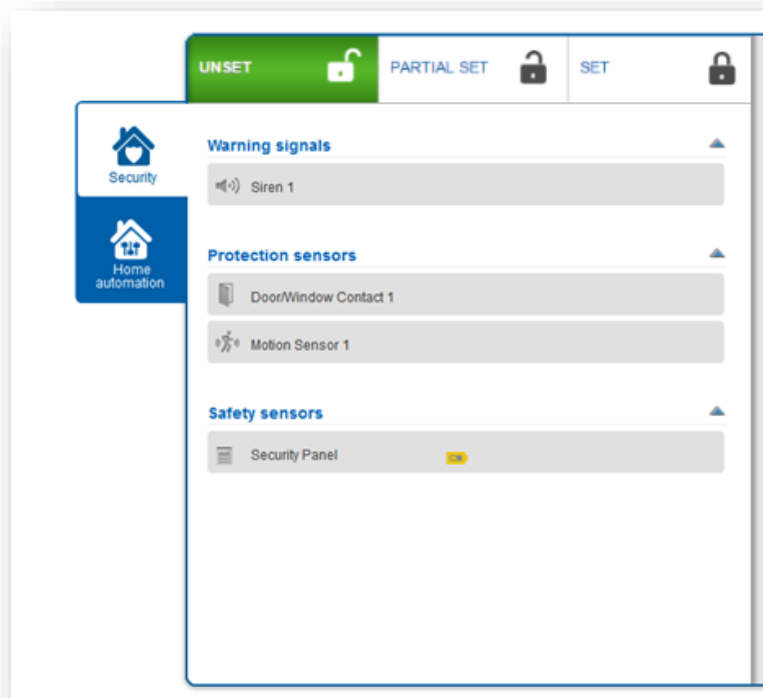 UNSET
PARTIAL SET
SET
Security
Home
automation
Warning signals
Siren 1
Protection sensors
Door/Window Contact 1
Motion Sensor 1
Safety sensors
Security Panel